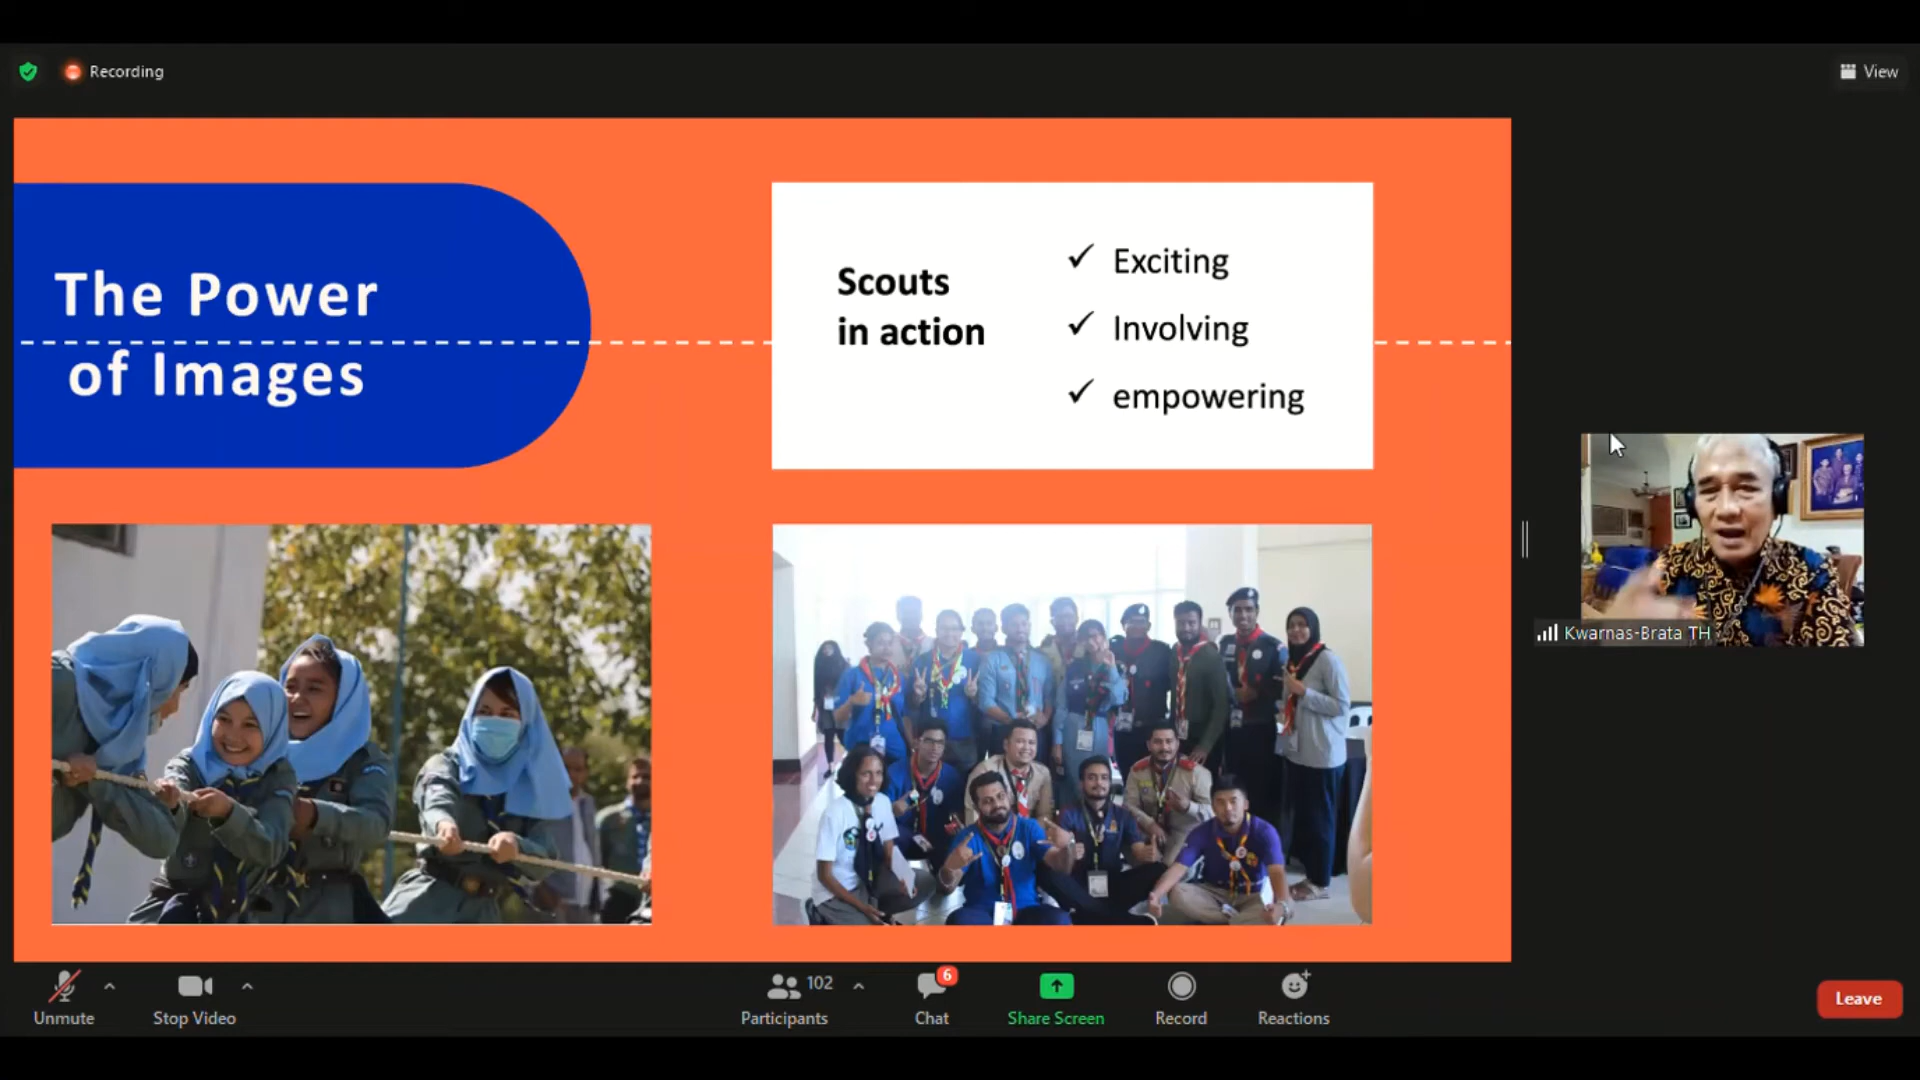 Recording
View
The Power
of Images
Scouts
in action
✓ Exciting
✓ Involving
✓ empowering
Kwarnas-Brata TH
Unmute
Stop Video
102
Participants
6
Chat
Share Screen
Record
Reactions
Leave